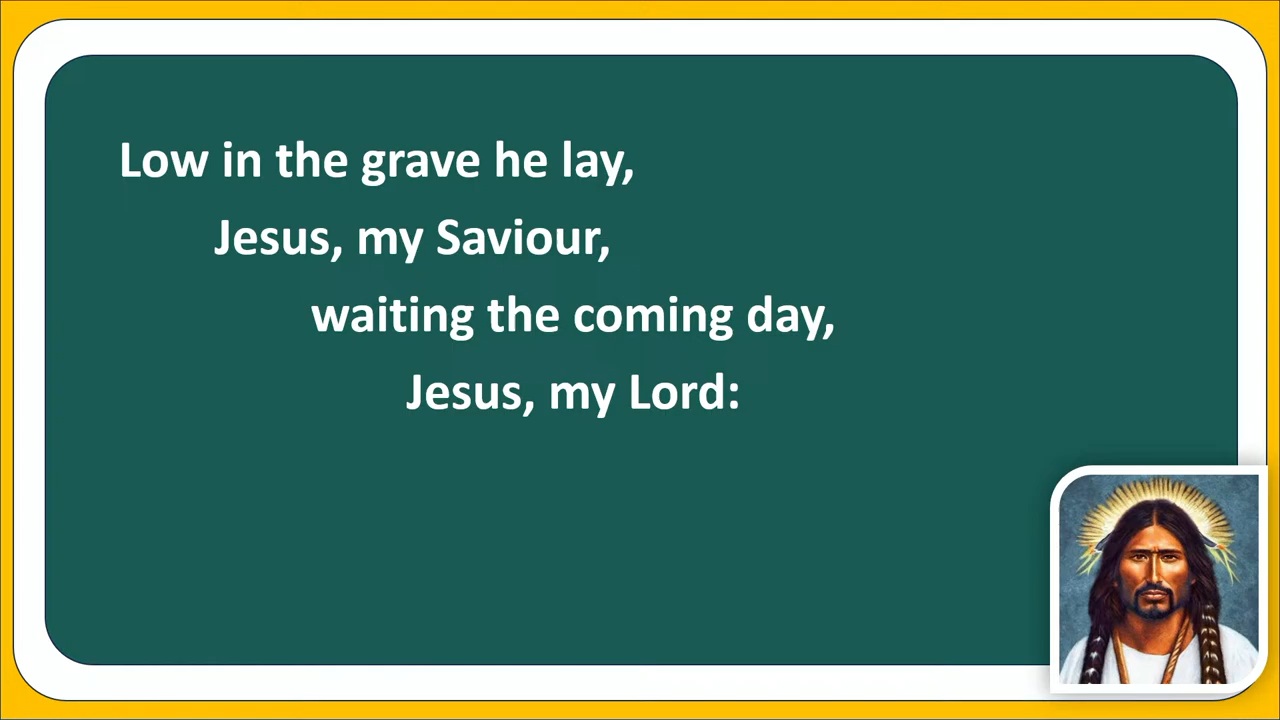 Low in the grave he lay,
Jesus, my Saviour,
waiting the coming day,
Jesus, my Lord: